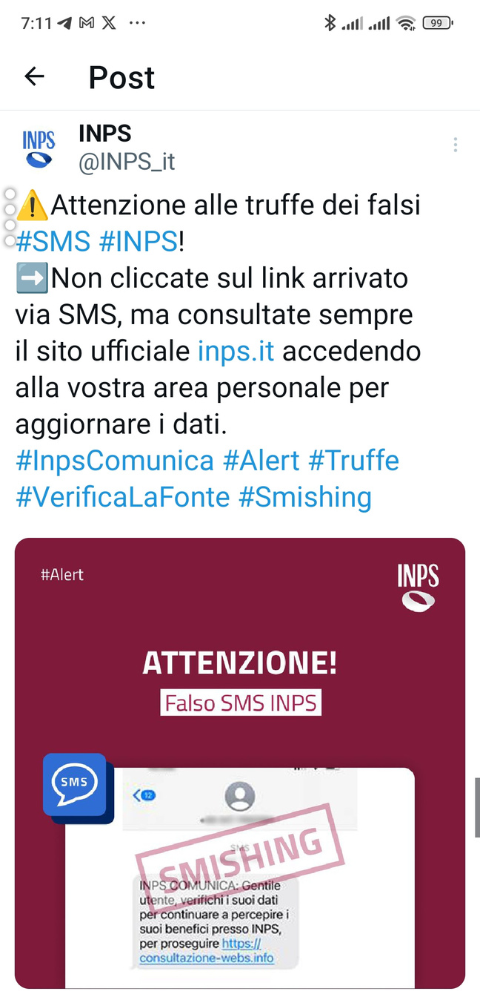 7:11
99
Post
INPS
INPS
@INPS_it
⚠️Attenzione alle truffe dei falsi
#SMS #INPS!
➡️Non cliccate sul link arrivato
via SMS, ma consultate sempre
il sito ufficiale inps.it accedendo
alla vostra area personale per
aggiornare i dati.
#InpsComunica #Alert #Truffe
#VerificaLaFonte #Smishing
#Alert
INPS
ATTENZIONE!
Falso SMS INPS
SMS
12
SMS
SMISHING
INPS COMUNICA: Gentile
utente, verifichi i suoi dati
per continuare a percepire i
suoi benefici presso INPS,
per proseguire https://
consultazione-webs.info